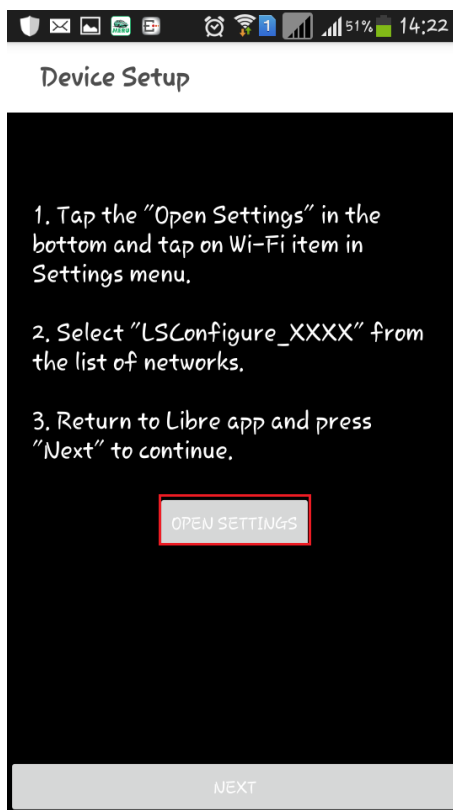 1 51% 14:22
Device Setup
1. Tap the "Open Settings" in the
bottom and tap on Wi-Fi item in
Settings menu.
2. Select "LSConfigure_XXXX" from
the list of networks.
3. Return to Libre app and press
"Next" to continue.
OPEN SETTINGS
NEXT